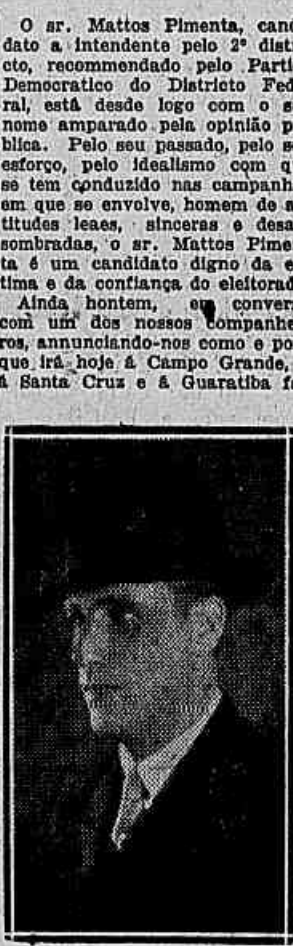 O sr. Mattos Pimenta, cand
dato a intendente pelo 2º distr
cto, recommendado pelo Parti
Democratico do Districto Fed
ral, está desde logo com o s
nome amparado pela opinião p
blica. Pelo seu passado, pelo se
esforço, pelo idealismo com q
se tem conduzido nas campanh
em que se envolve, homem de a
titudes leaes, sinceras e desa
sombradas, o sr. Mattos Pime
ta é um candidato digno da e
tima e da confiança do eleitorad
Ainda hontem, em convers
com um dos nossos companhe
ros, annunciando-nos como e po
que irá hoje á Campo Grande,
á Santa Cruz e á Guaratiba f